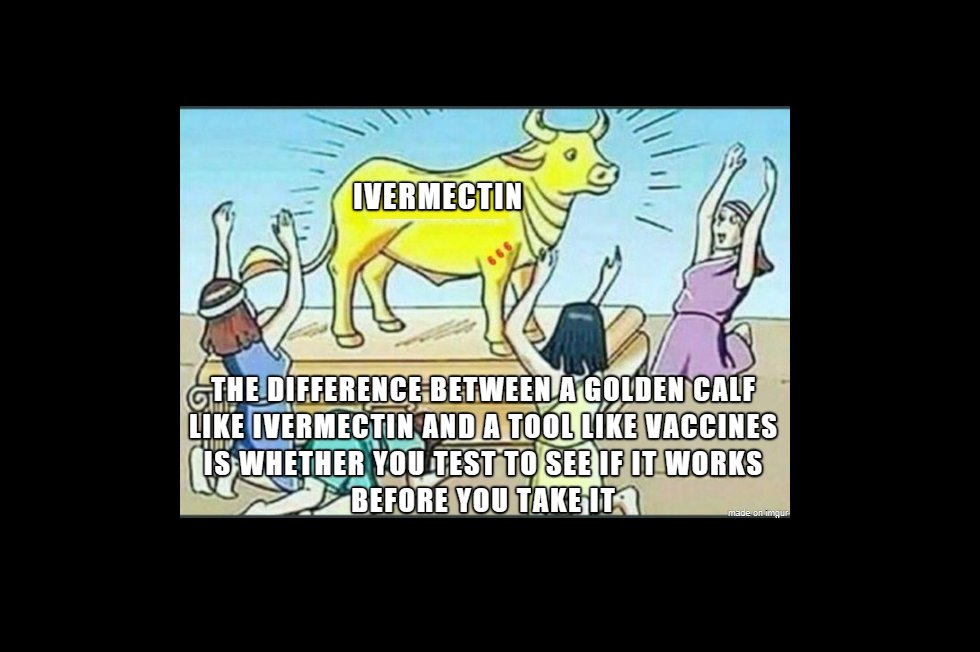 IVERMECTIN
666
THE DIFFERENCE BETWEEN A GOLDEN CALF
LIKE IVERMECTIN AND A TOOL LIKE VACCINES
IS WHETHER YOU TEST TO SEE IF IT WORKS
BEFORE YOU TAKE IT
made on imgur